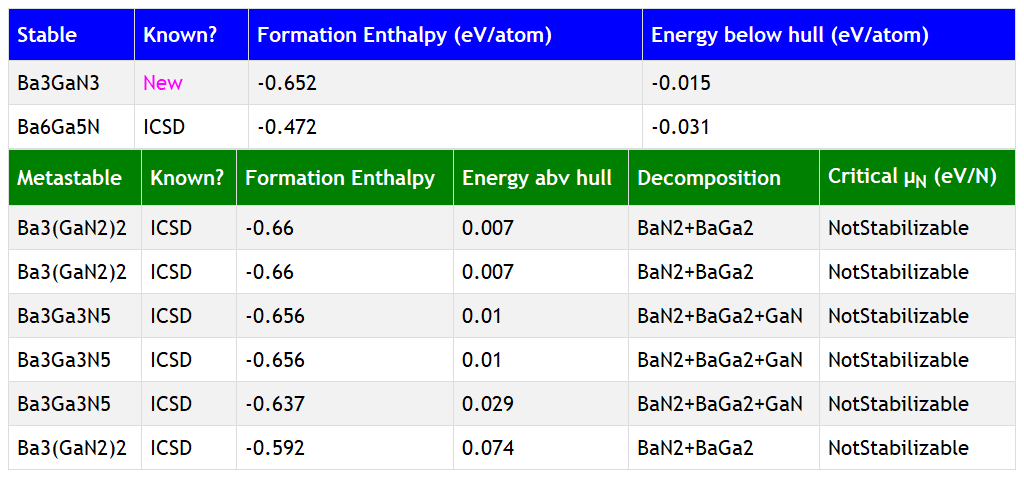 Stable Known? Formation Enthalpy (eV/atom) Energy below hull (eV/atom)
Ba3GaN3 New -0.652 -0.015
Ba6Ga5N ICSD -0.472 -0.031
Metastable Known? Formation Enthalpy Energy abv hull Decomposition Critical μN (eV/N)
Ba3(GaN2)2 ICSD -0.66 0.007 BaN2+BaGa2 NotStabilizable
Ba3(GaN2)2 ICSD -0.66 0.007 BaN2+BaGa2 NotStabilizable
Ba3Ga3N5 ICSD -0.656 0.01 BaN2+BaGa2+GaN NotStabilizable
Ba3Ga3N5 ICSD -0.656 0.01 BaN2+BaGa2+GaN NotStabilizable
Ba3Ga3N5 ICSD -0.637 0.029 BaN2+BaGa2+GaN NotStabilizable
Ba3(GaN2)2 ICSD -0.592 0.074 BaN2+BaGa2 NotStabilizable